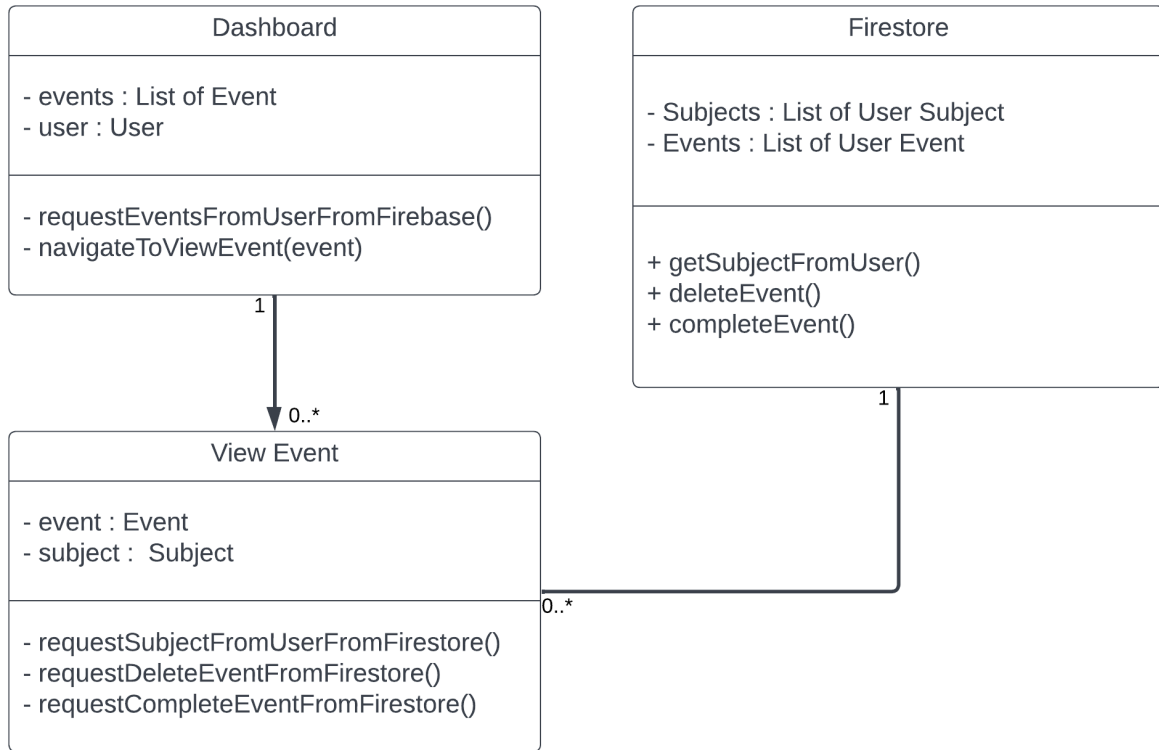 Dashboard
- events : List of Event
- user : User
- requestEventsFromUserFromFirebase()
- navigateToViewEvent(event)
1
0..*
Firestore
- Subjects : List of User Subject
- Events : List of User Event
+ getSubjectFromUser()
+ deleteEvent()
+ completeEvent()
1
View Event
- event : Event
- subject :  Subject
- requestSubjectFromUserFromFirestore()
- requestDeleteEventFromFirestore()
- requestCompleteEventFromFirestore()
0..*